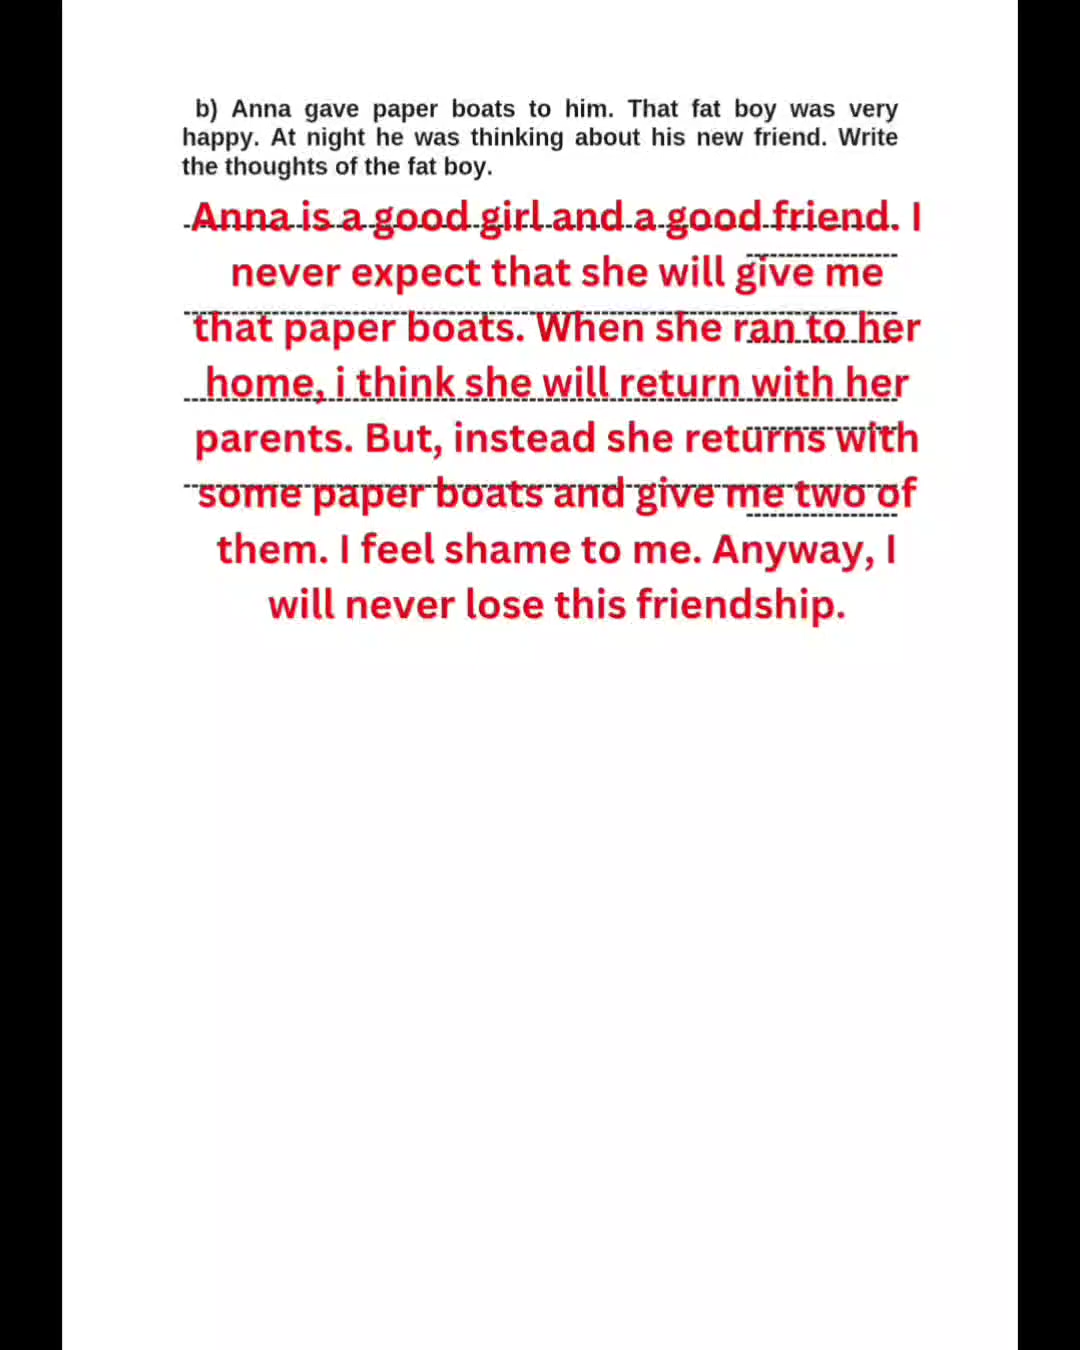 b) Anna gave paper boats to him. That fat boy was very
happy. At night he was thinking about his new friend. Write
the thoughts of the fat boy.
Anna is a good girl and a good friend. I
never expect that she will give me
that paper boats. When she ran to her
home, i think she will return with her
parents. But, instead she returns with
some paper boats and give me two of
them. I feel shame to me. Anyway, I
will never lose this friendship.